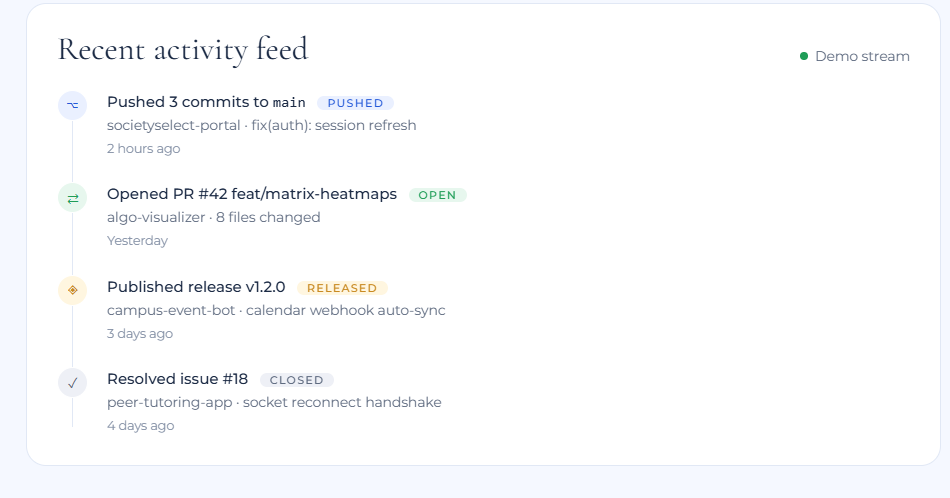 Recent activity feed
Demo stream
Pushed 3 commits to main PUSHED
societyselect-portal · fix(auth): session refresh
2 hours ago
Opened PR #42 feat/matrix-heatmaps OPEN
algo-visualizer · 8 files changed
Yesterday
Published release v1.2.0 RELEASED
campus-event-bot · calendar webhook auto-sync
3 days ago
Resolved issue #18 CLOSED
peer-tutoring-app · socket reconnect handshake
4 days ago